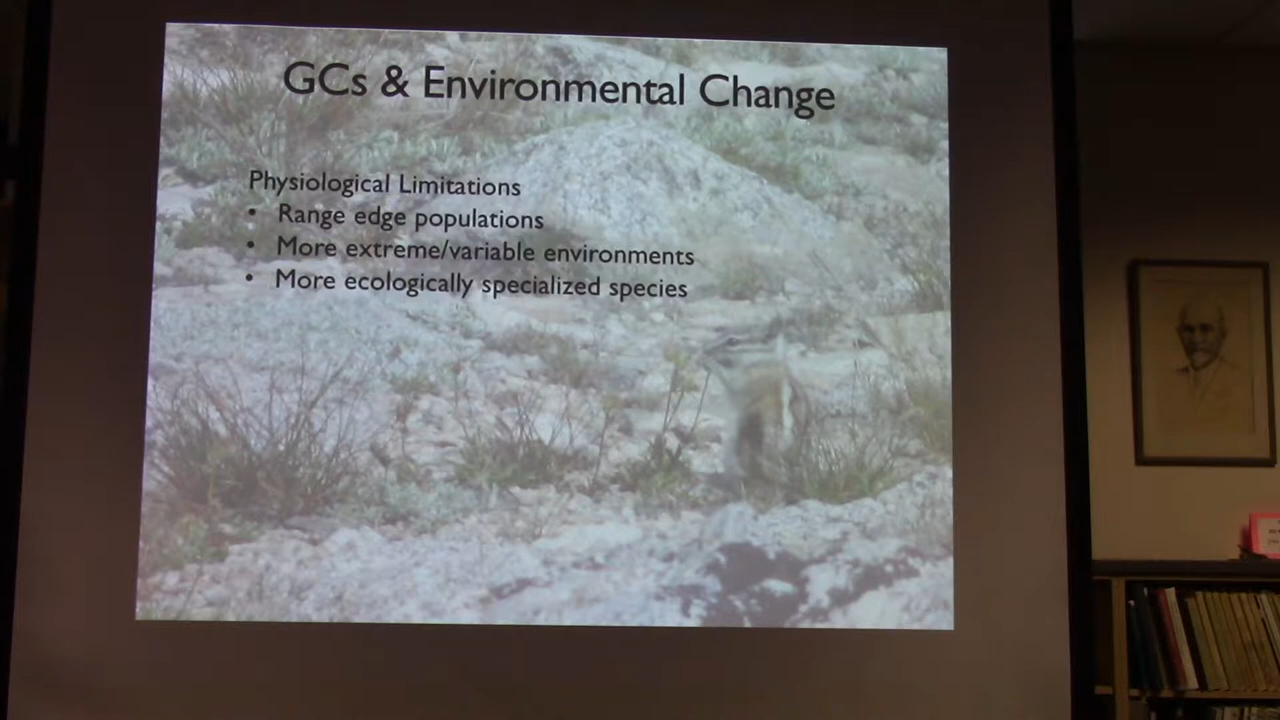 GCs & Environmental Change
Physiological Limitations
• Range edge populations
• More extreme/variable environments
• More ecologically specialized species